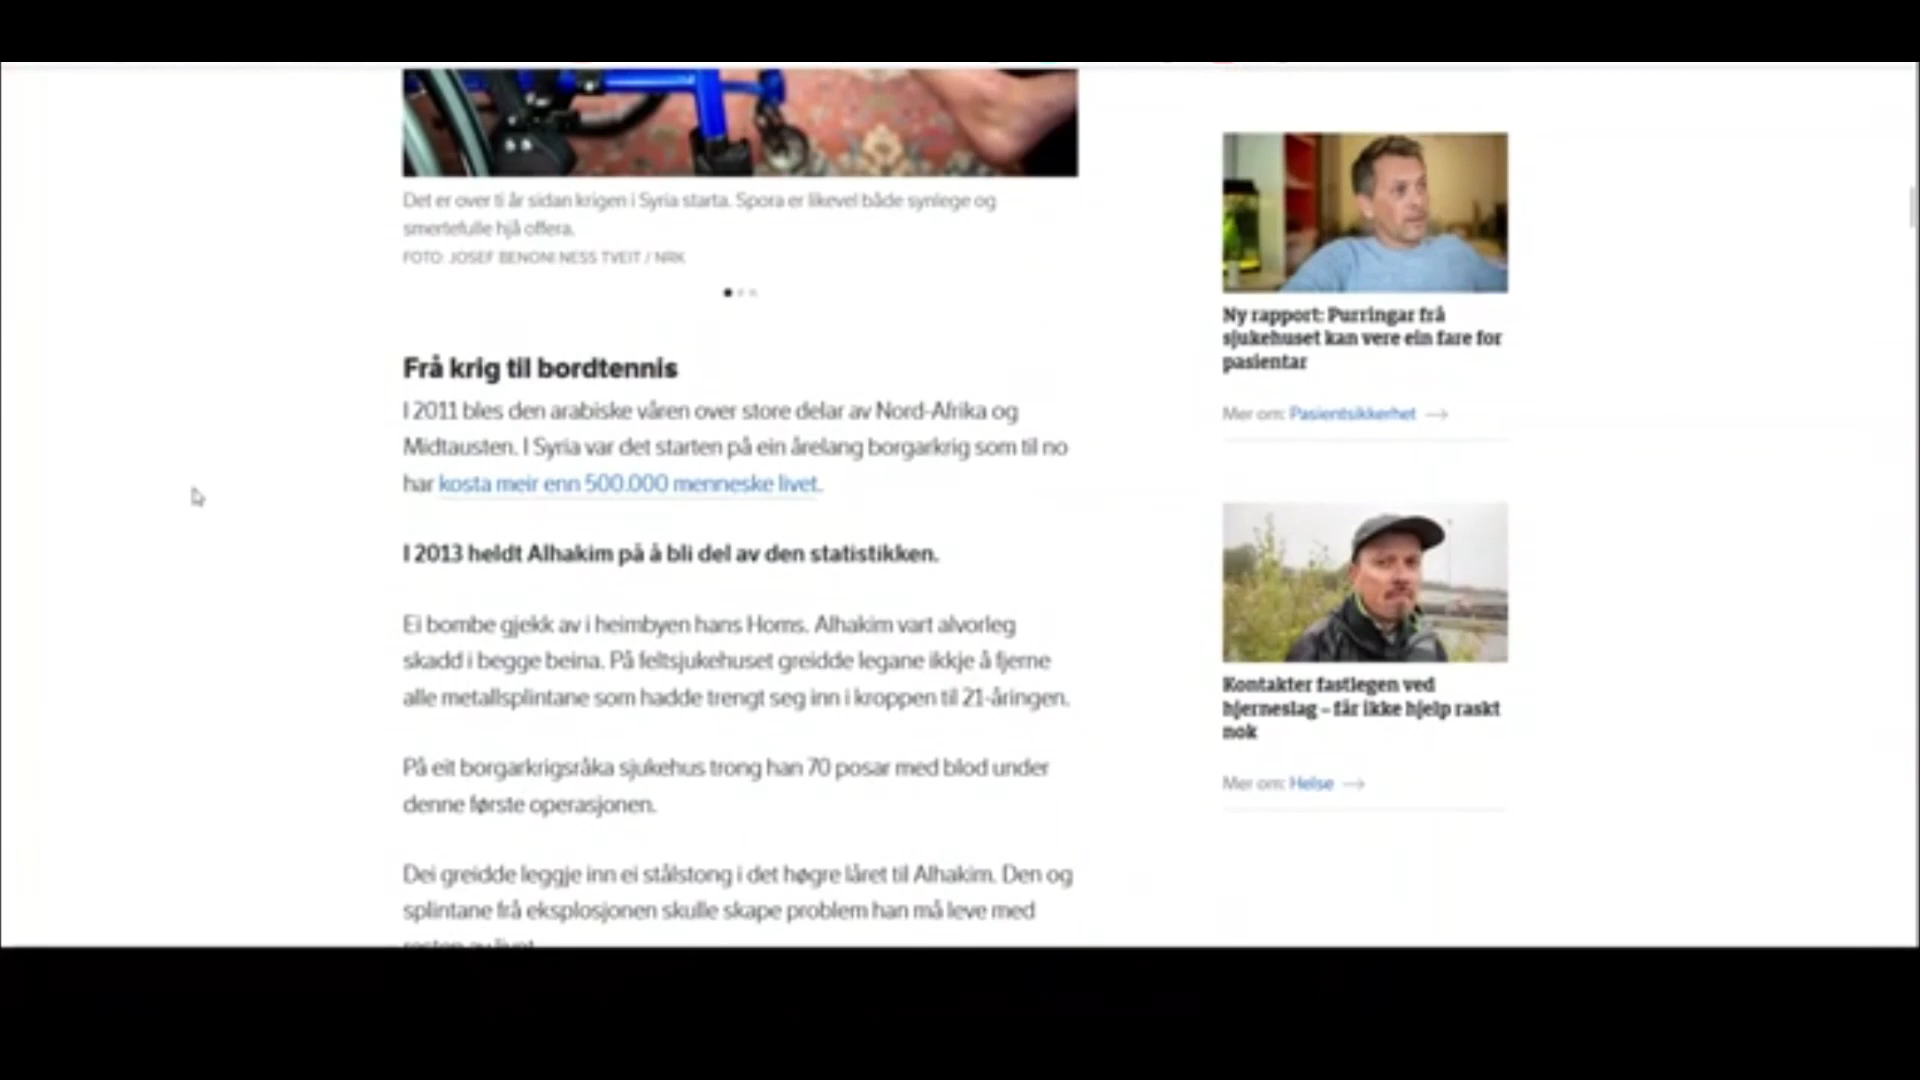 Det er over ti år sidan krigen i Syria starta. Spora er likevel både synlege og
smertefulle hjå offera.
FOTO: JOSEF BENONI NESS TVEIT / NRK
Frå krig til bordtennis
I 2011 bles den arabiske våren over store delar av Nord-Afrika og
Midtausten. I Syria var det starten på ein årelang borgarkrig som til no
har kosta meir enn 500.000 menneske livet.
I 2013 heldt Alhakim på å bli del av den statistikken.
Ei bombe gjekk av i heimbyen hans Homs. Alhakim vart alvorleg
skadd i begge beina. På feltsjukehuset greidde legane ikkje å fjerne
alle metallsplintane som hadde trengt seg inn i kroppen til 21-åringen.
På eit borgarkrigsråka sjukehus trong han 70 posar med blod under
denne første operasjonen.
Dei greidde leggje inn ei stålstong i det høgre låret til Alhakim. Den og
splintane frå eksplosjonen skulle skape problem han må leve med
resten av livet.
Ny rapport: Purringar frå
sjukehuset kan vere ein fare for
pasientar
Mer om: Pasientsikkerhet →
Kontakter fastlegen ved
hjerneslag – får ikke hjelp raskt
nok
Mer om: Helse →